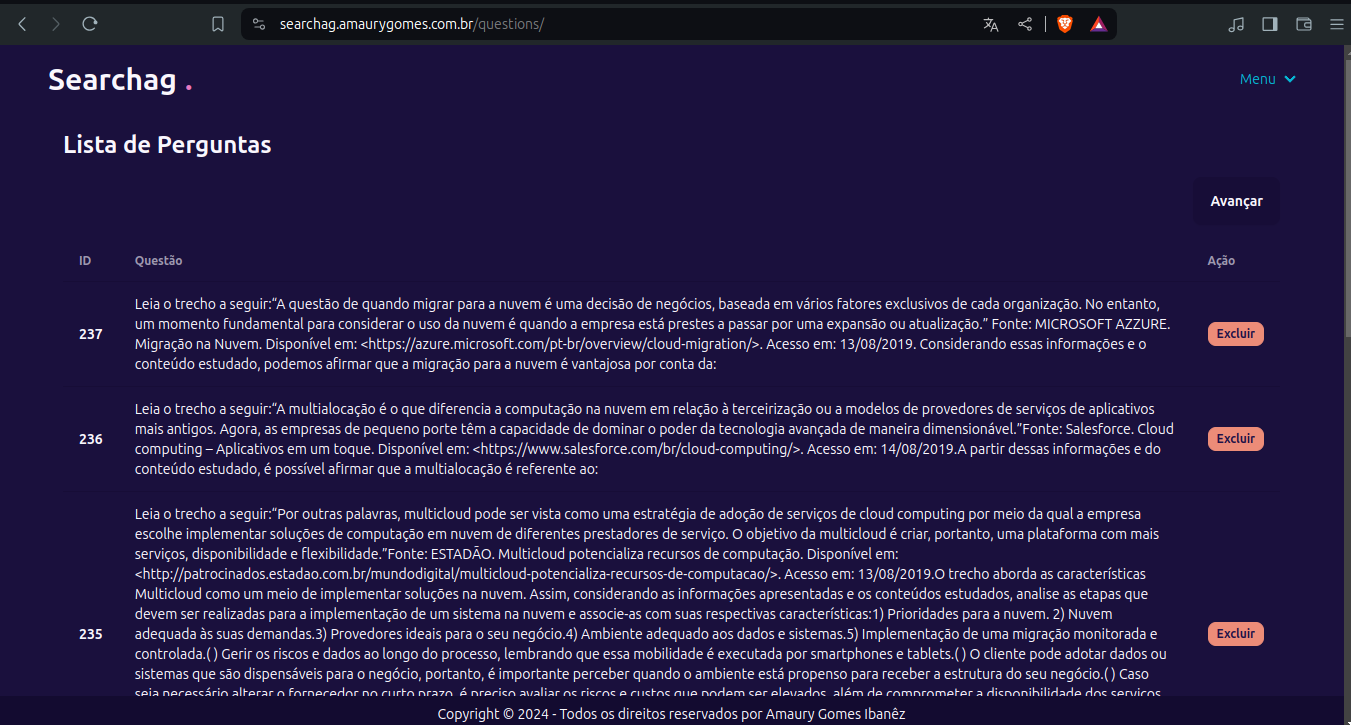 searchag.amaurygomes.com.br/questions/
Searchag .
Menu
Lista de Perguntas
Avançar
ID Questão Ação
Leia o trecho a seguir:“A questão de quando migrar para a nuvem é uma decisão de negócios, baseada em vários fatores exclusivos de cada organização. No entanto,
um momento fundamental para considerar o uso da nuvem é quando a empresa está prestes a passar por uma expansão ou atualização.” Fonte: MICROSOFT AZZURE.
237
Excluir
Migração na Nuvem. Disponível em: <https://azure.microsoft.com/pt-br/overview/cloud-migration/>. Acesso em: 13/08/2019. Considerando essas informações e o
conteúdo estudado, podemos afirmar que a migração para a nuvem é vantajosa por conta da:
Leia o trecho a seguir:“A multialocação é o que diferencia a computação na nuvem em relação à terceirização ou a modelos de provedores de serviços de aplicativos
mais antigos. Agora, as empresas de pequeno porte têm a capacidade de dominar o poder da tecnologia avançada de maneira dimensionável.”Fonte: Salesforce. Cloud
236
Excluir
computing – Aplicativos em um toque. Disponível em: <https://www.salesforce.com/br/cloud-computing/>. Acesso em: 14/08/2019.A partir dessas informações e do
conteúdo estudado, é possível afirmar que a multialocação é referente ao:
Leia o trecho a seguir:“Por outras palavras, multicloud pode ser vista como uma estratégia de adoção de serviços de cloud computing por meio da qual a empresa
escolhe implementar soluções de computação em nuvem de diferentes prestadores de serviço. O objetivo da multicloud é criar, portanto, uma plataforma com mais
serviços, disponibilidade e flexibilidade.”Fonte: ESTADÃO. Multicloud potencializa recursos de computação. Disponível em:
<http://patrocinados.estadao.com.br/mundodigital/multicloud-potencializa-recursos-de-computacao/>. Acesso em: 13/08/2019.O trecho aborda as características
Multicloud como um meio de implementar soluções na nuvem. Assim, considerando as informações apresentadas e os conteúdos estudados, analise as etapas que
devem ser realizadas para a implementação de um sistema na nuvem e associe-as com suas respectivas características:1) Prioridades para a nuvem. 2) Nuvem
235
Excluir
adequada às suas demandas.3) Provedores ideais para o seu negócio.4) Ambiente adequado aos dados e sistemas.5) Implementação de uma migração monitorada e
controlada.( ) Gerir os riscos e dados ao longo do processo, lembrando que essa mobilidade é executada por smartphones e tablets.( ) O cliente pode adotar dados ou
sistemas que são dispensáveis para o negócio, portanto, é importante perceber quando o ambiente está propenso para receber a estrutura do seu negócio.( ) Caso
seja necessário alterar o fornecedor no curto prazo, é preciso avaliar os riscos e custos que podem ser elevados, além de comprometer a disponibilidade dos serviços
Copyright © 2024 - Todos os direitos reservados por Amaury Gomes Ibanêz